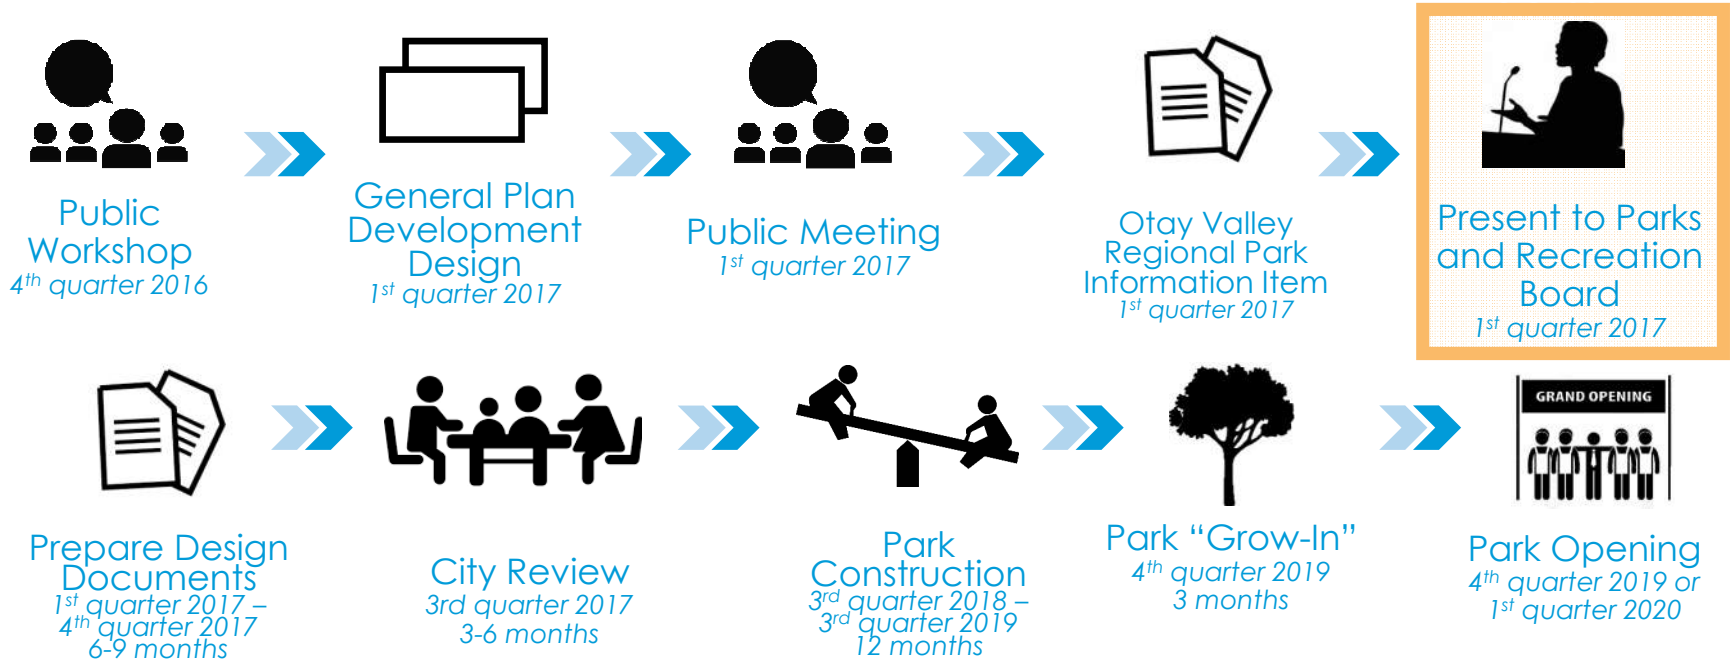 Public
Workshop
4th quarter 2016
General Plan
Development
Design
1st quarter 2017
Public Meeting
1st quarter 2017
Otay Valley
Regional Park
Information Item
1st quarter 2017
Present to Parks
and Recreation
Board
1st quarter 2017
Prepare Design
Documents
1st quarter 2017 –
4th quarter 2017
6-9 months
City Review
3rd quarter 2017
3-6 months
Park
Construction
3rd quarter 2018 –
3rd quarter 2019
12 months
Park “Grow-In”
4th quarter 2019
3 months
GRAND OPENING
Park Opening
4th quarter 2019 or
1st quarter 2020